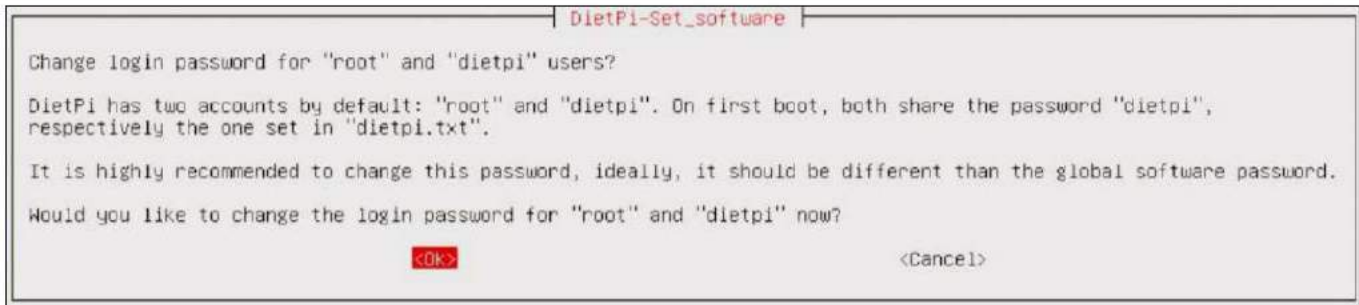 DietPi-Set_software
Change login password for "root" and "dietpi" users?
DietPi has two accounts by default: "root" and "dietpi". On first boot, both share the password "dietpi",
respectively the one set in "dietpi.txt".
It is highly recommended to change this password, ideally, it should be different than the global software password.
Would you like to change the login password for "root" and "dietpi" now?
<Ok> <Cancel>